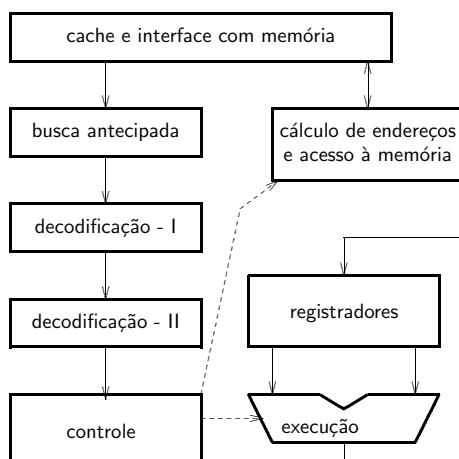 cache e interface com memória
busca antecipada
cálculo de endereços
e acesso à memória
decodificação - I
decodificação - II
registradores
controle
execução